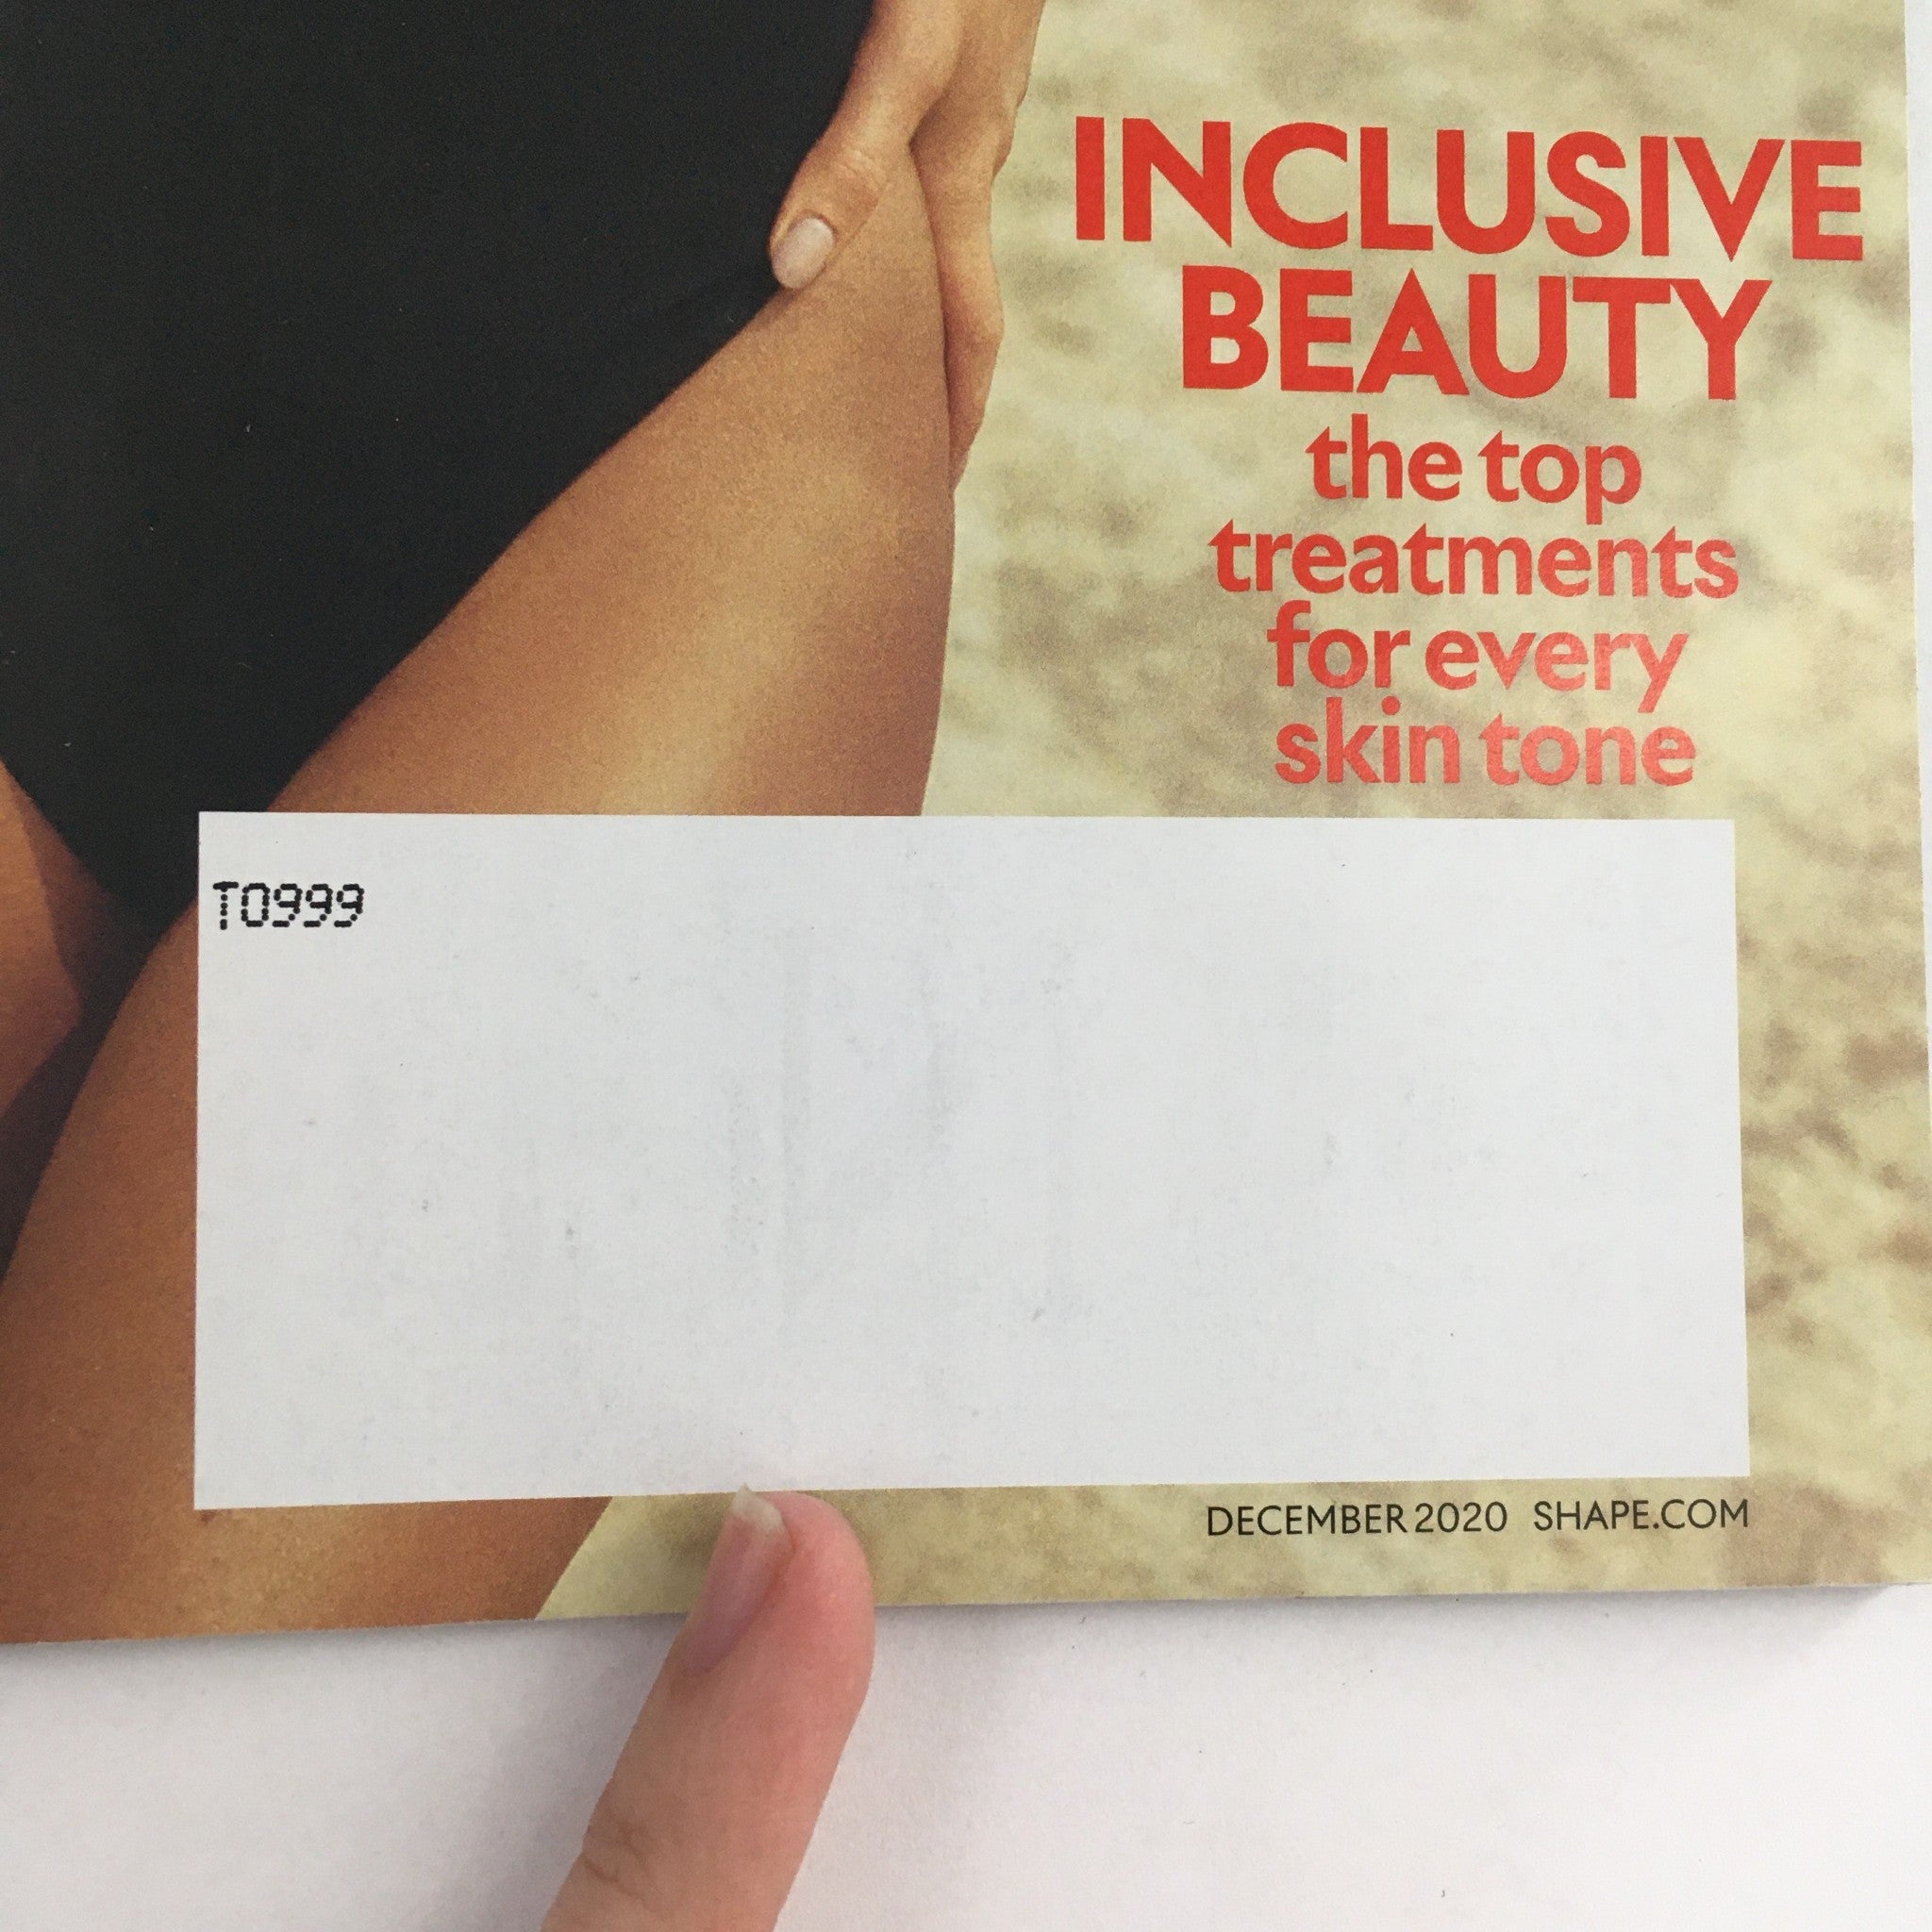 INCLUSIVE
BEAUTY
the top
treatments
for every
skin tone
T0999
DECEMBER 2020 SHAPE.COM